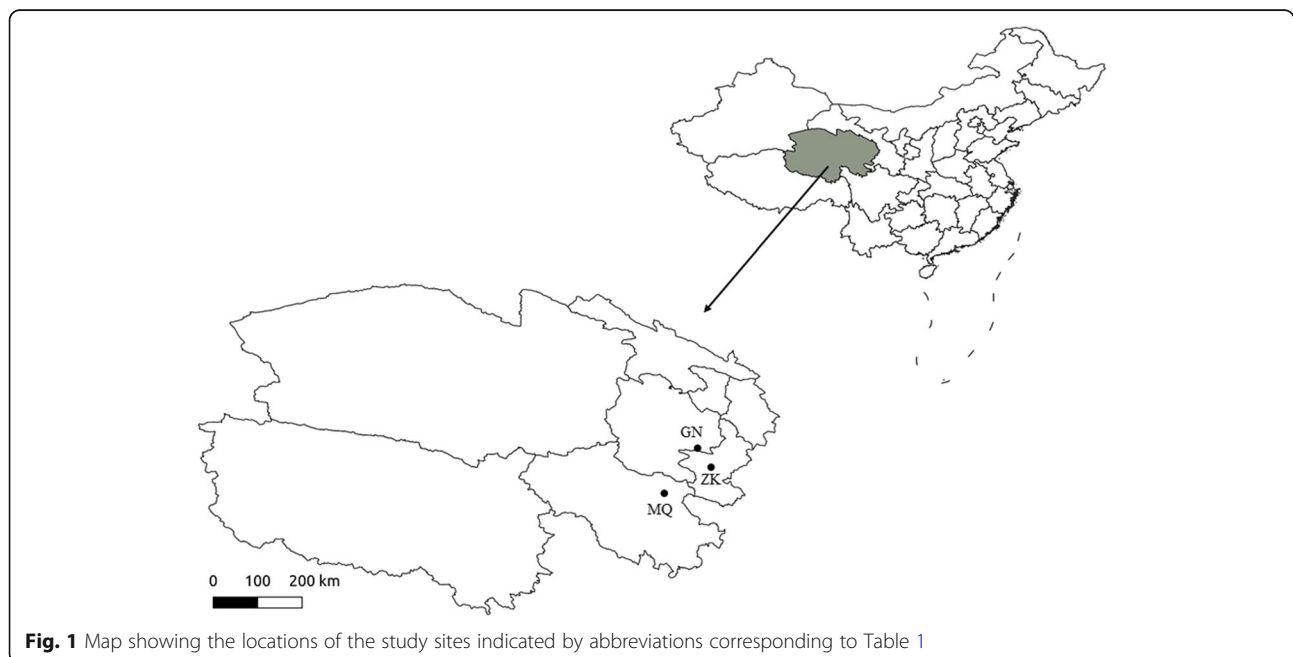 GN
ZK
MQ
0 100 200 km
Fig. 1 Map showing the locations of the study sites indicated by abbreviations corresponding to Table 1